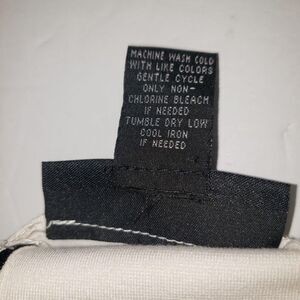 MACHINE WASH COLD
WITH LIKE COLORS
GENTLE CYCLE
ONLY NON-
CHLORINE BLEACH
IF NEEDED
TUMBLE DRY LOW
COOL IRON
IF NEEDED